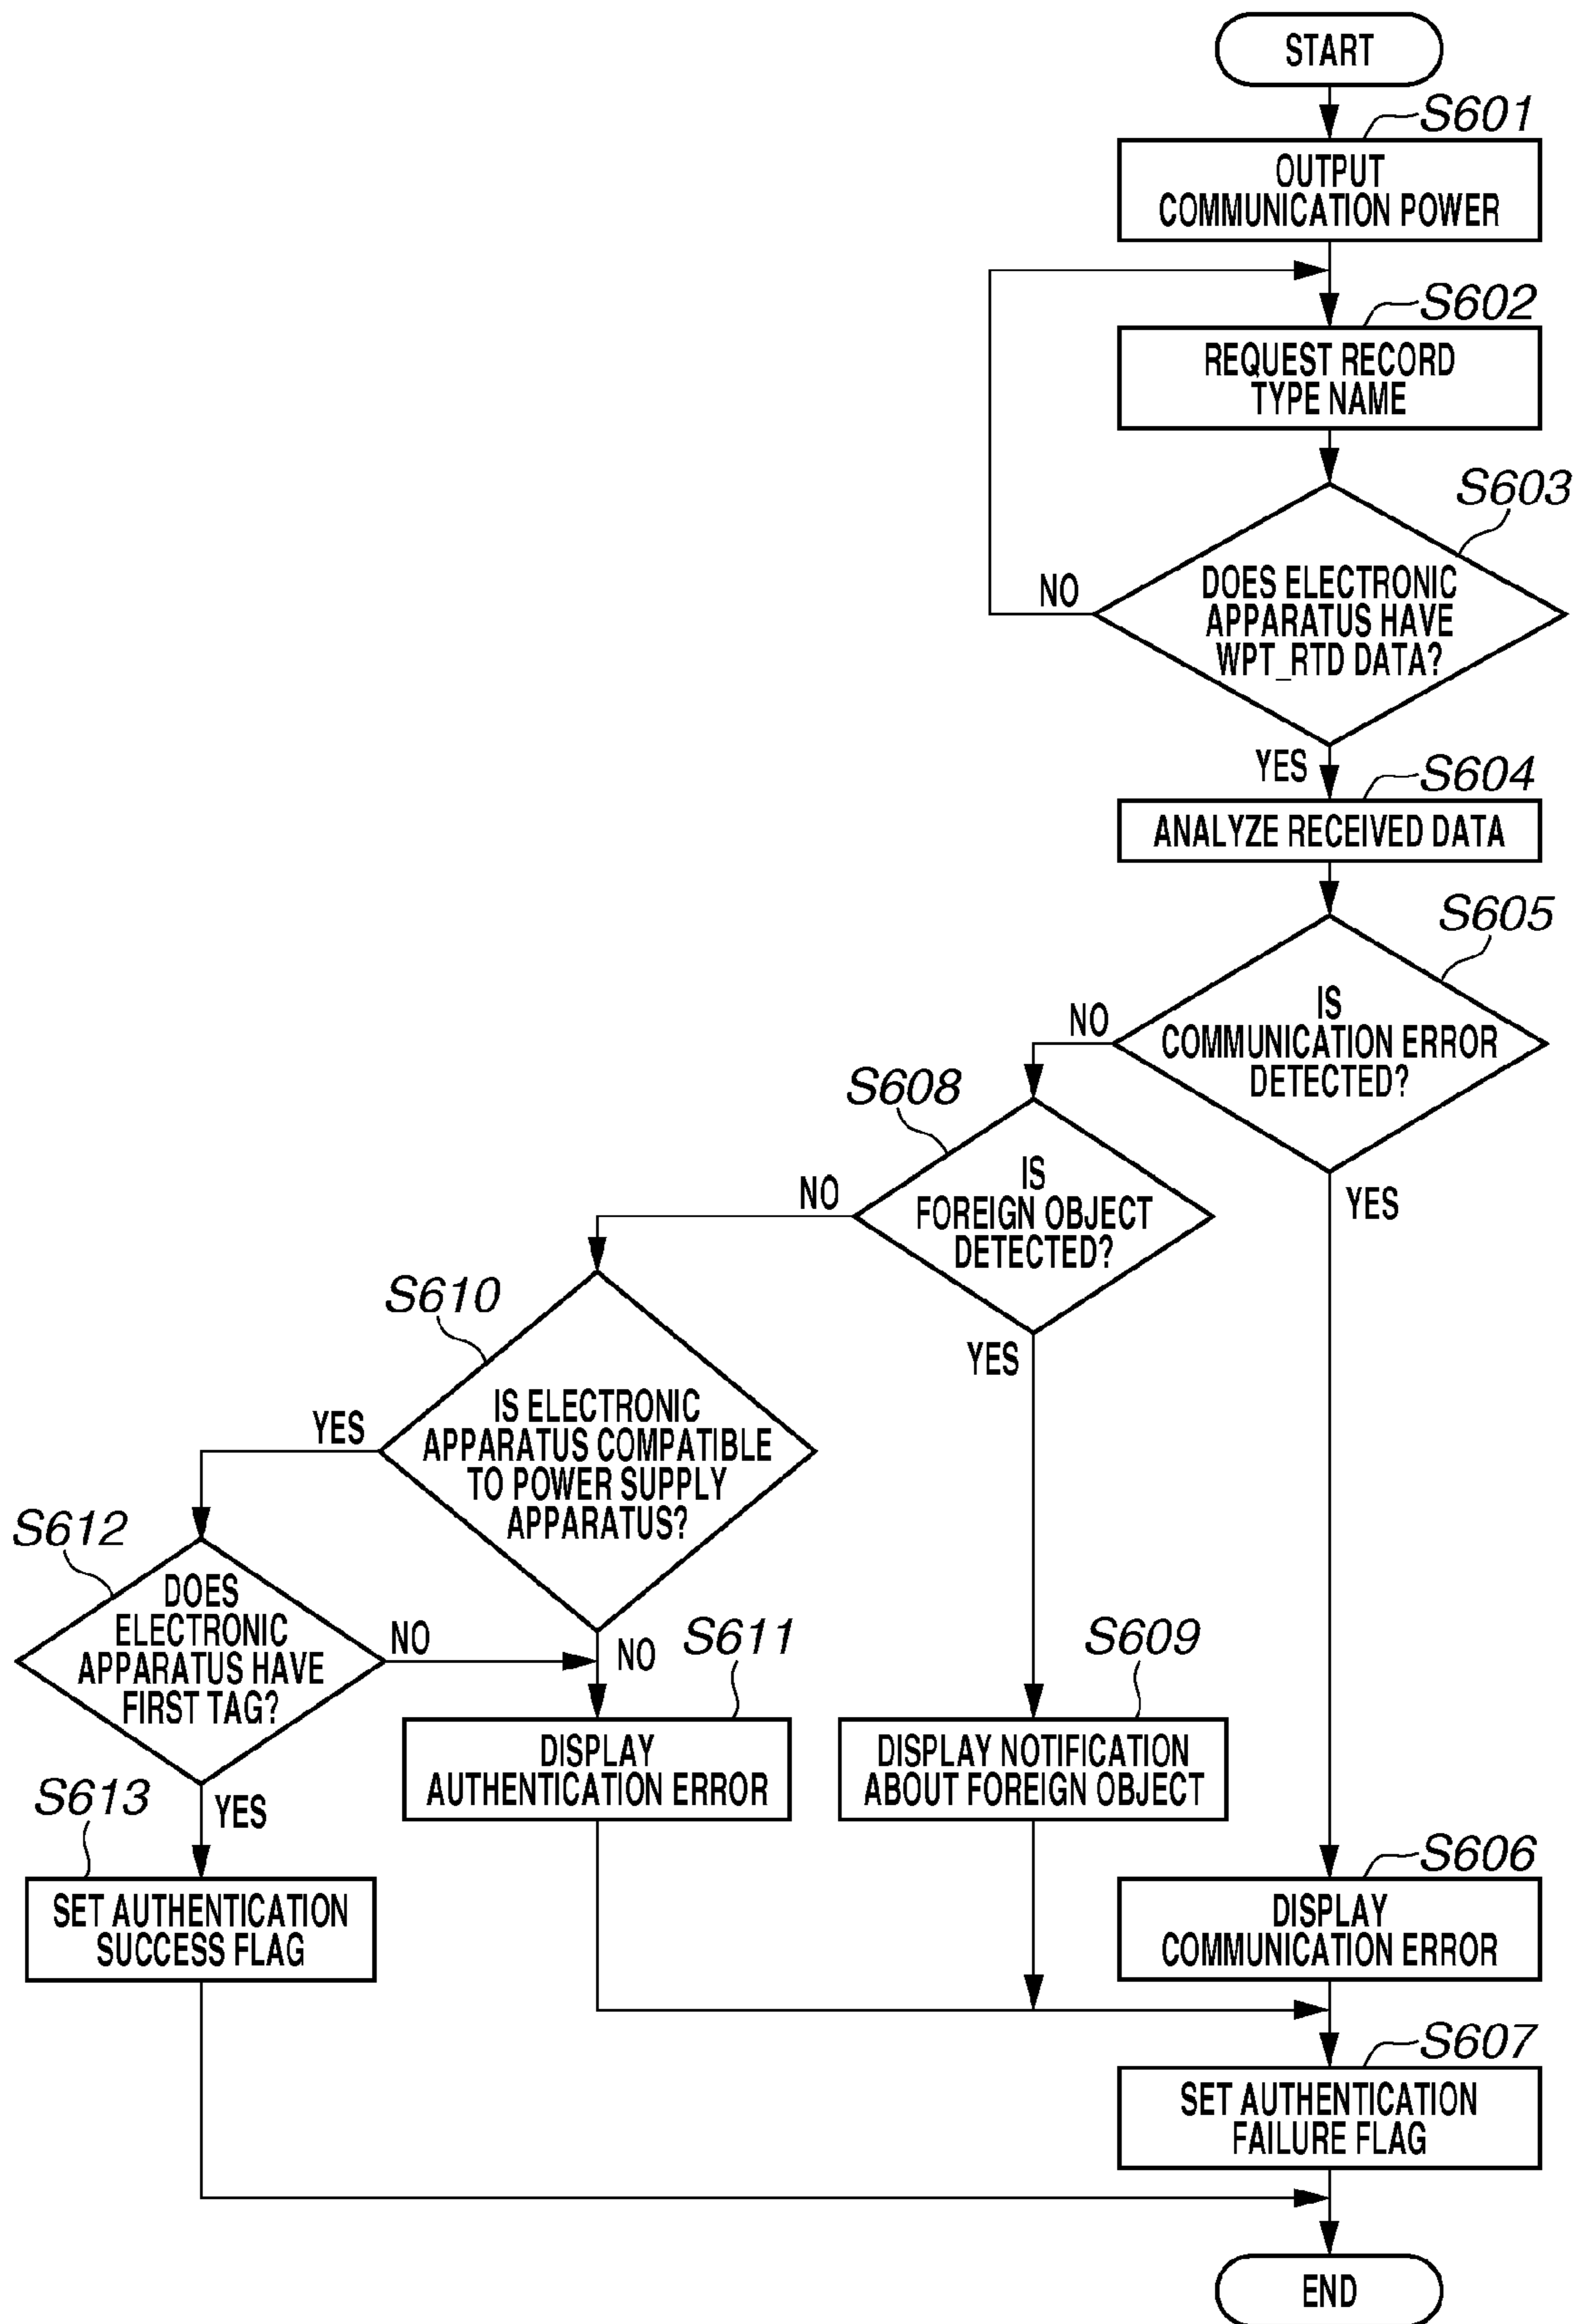 START
S601
OUTPUT
COMMUNICATION POWER
S602
REQUEST RECORD
TYPE NAME
S603
DOES ELECTRONIC
APPARATUS HAVE
WPT_RTD DATA?
NO
YES
S604
ANALYZE RECEIVED DATA
S605
IS
COMMUNICATION ERROR
DETECTED?
NO
YES
S608
IS
FOREIGN OBJECT
DETECTED?
NO
YES
S610
IS ELECTRONIC
APPARATUS COMPATIBLE
TO POWER SUPPLY
APPARATUS?
YES
NO
S612
DOES
ELECTRONIC
APPARATUS HAVE
FIRST TAG?
NO
YES
S611
DISPLAY
AUTHENTICATION ERROR
S609
DISPLAY NOTIFICATION
ABOUT FOREIGN OBJECT
S613
SET AUTHENTICATION
SUCCESS FLAG
S606
DISPLAY
COMMUNICATION ERROR
S607
SET AUTHENTICATION
FAILURE FLAG
END